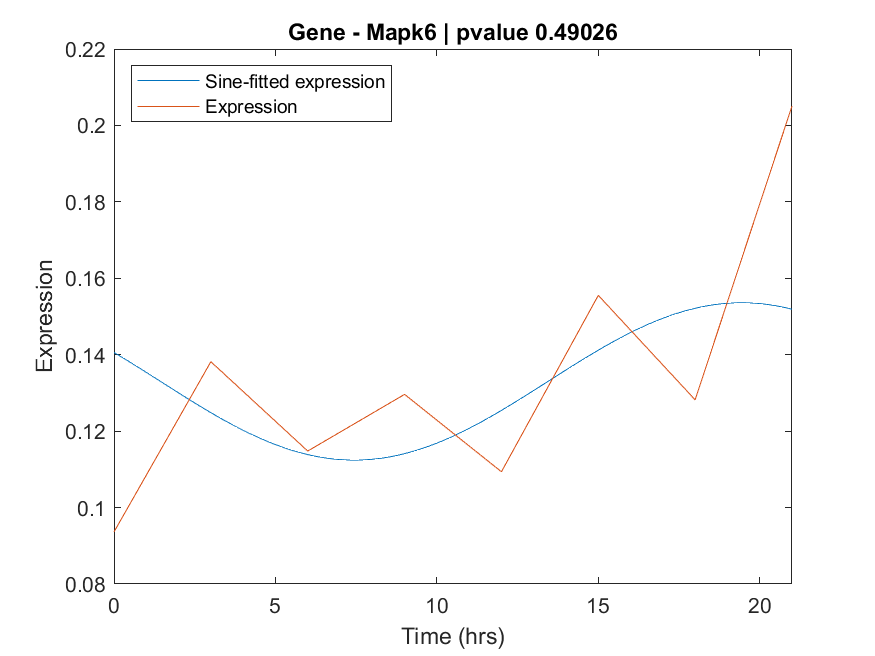 Gene - Mapk6 | pvalue 0.49026
0.22
0.2
0.18
0.16
0.14
0.12
0.1
0.08
Expression
Sine-fitted expression
Expression
0 5 10 15 20
Time (hrs)